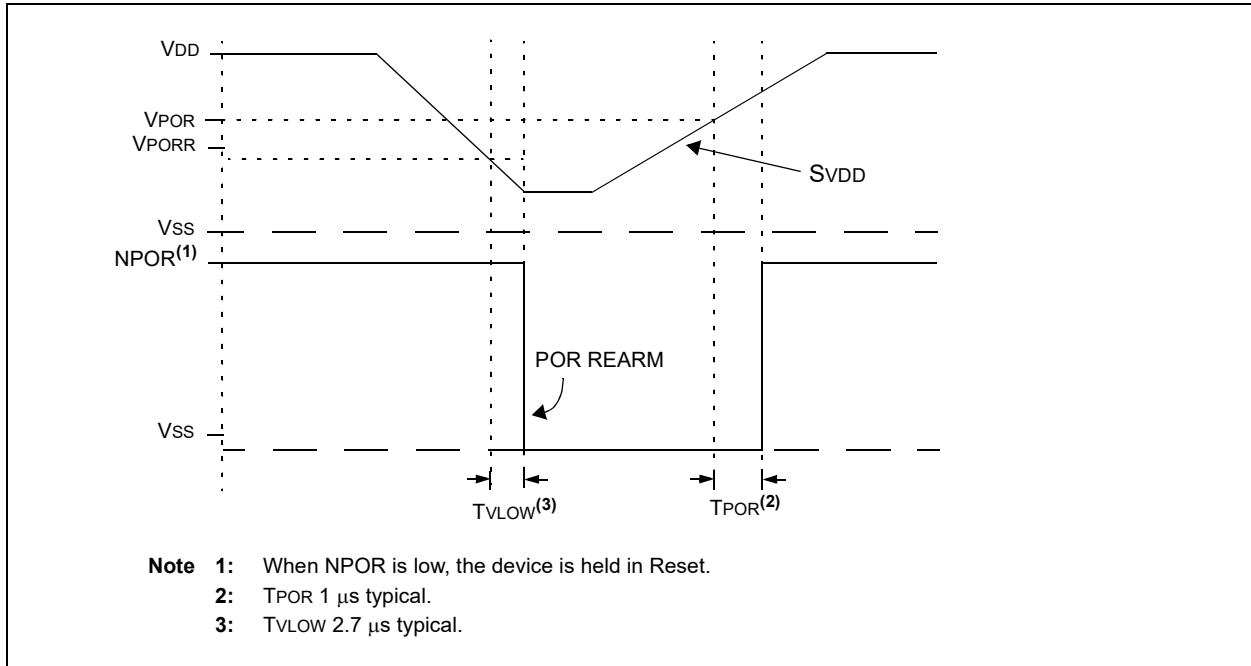 VDD
VPOR
VPORR
SVDD
VSS
NPOR(1)
POR REARM
VSS
TVLOW(3)
TPOR(2)
Note 1: When NPOR is low, the device is held in Reset.
2: TPOR 1 μs typical.
3: TVLOW 2.7 μs typical.